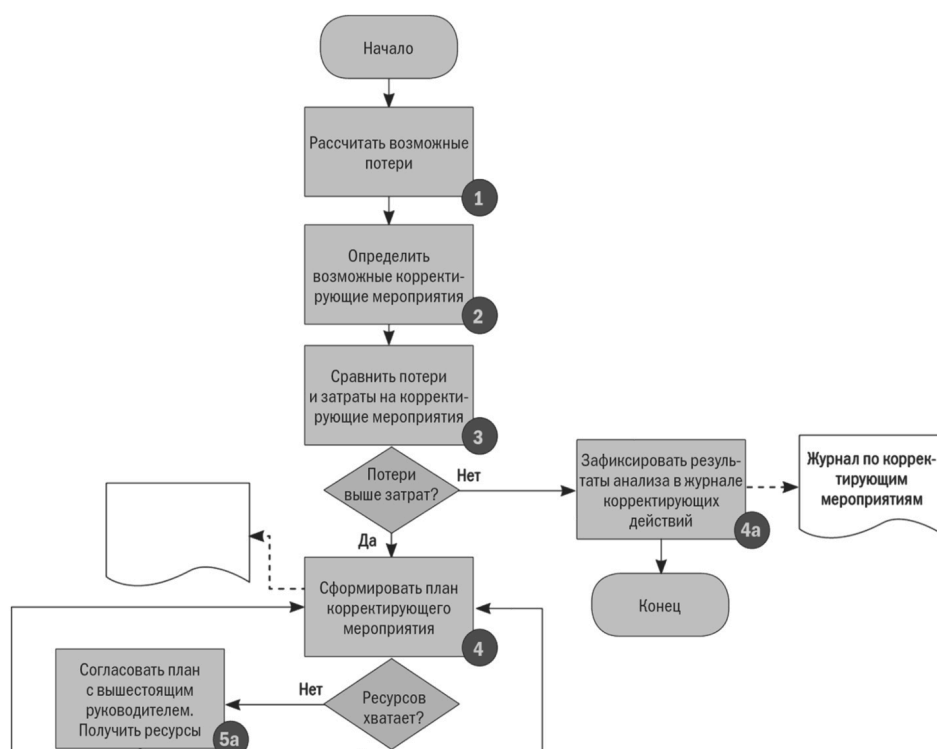 Начало
Рассчитать возможные
потери
1
Определить
возможные корректи-
рующие мероприятия
2
Сравнить потери
и затраты на корректи-
рующие мероприятия
3
Потери
выше затрат?
Нет
Зафиксировать резуль-
таты анализа в журнале
корректирующих
действий
4а
Журнал по коррек-
тирующим
мероприятиям
Да
Конец
Сформировать план
корректирующего
мероприятия
4
Согласовать план
с вышестоящим
руководителем.
Получить ресурсы
5а
Нет
Ресурсов
хватает?